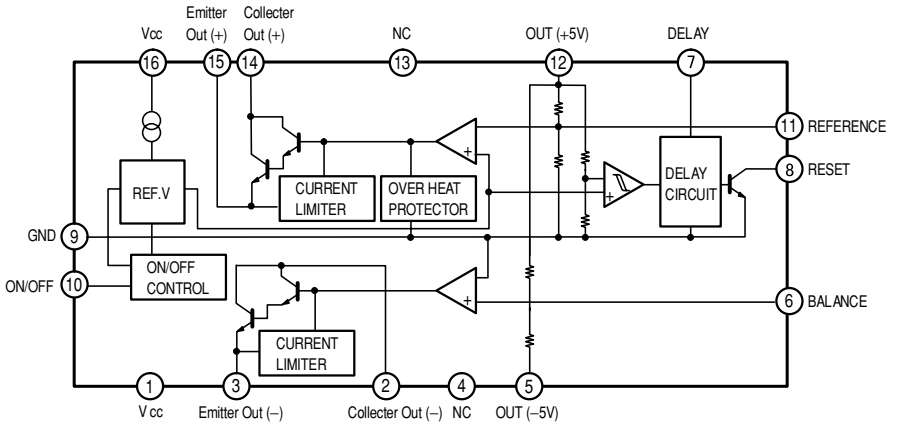 Emitter
Out (+)
Collecter
Out (+)
Vcc
NC
OUT (+5V)
DELAY
16
15
14
13
12
7
11
REFERENCE
+
REF.V
CURRENT
LIMITER
OVER HEAT
PROTECTOR
+
DELAY
CIRCUIT
8
RESET
GND
9
ON/OFF
10
ON/OFF
CONTROL
+
6
BALANCE
CURRENT
LIMITER
1
3
2
4
5
V cc
Emitter Out (−)
Collecter Out (−)
NC
OUT (−5V)